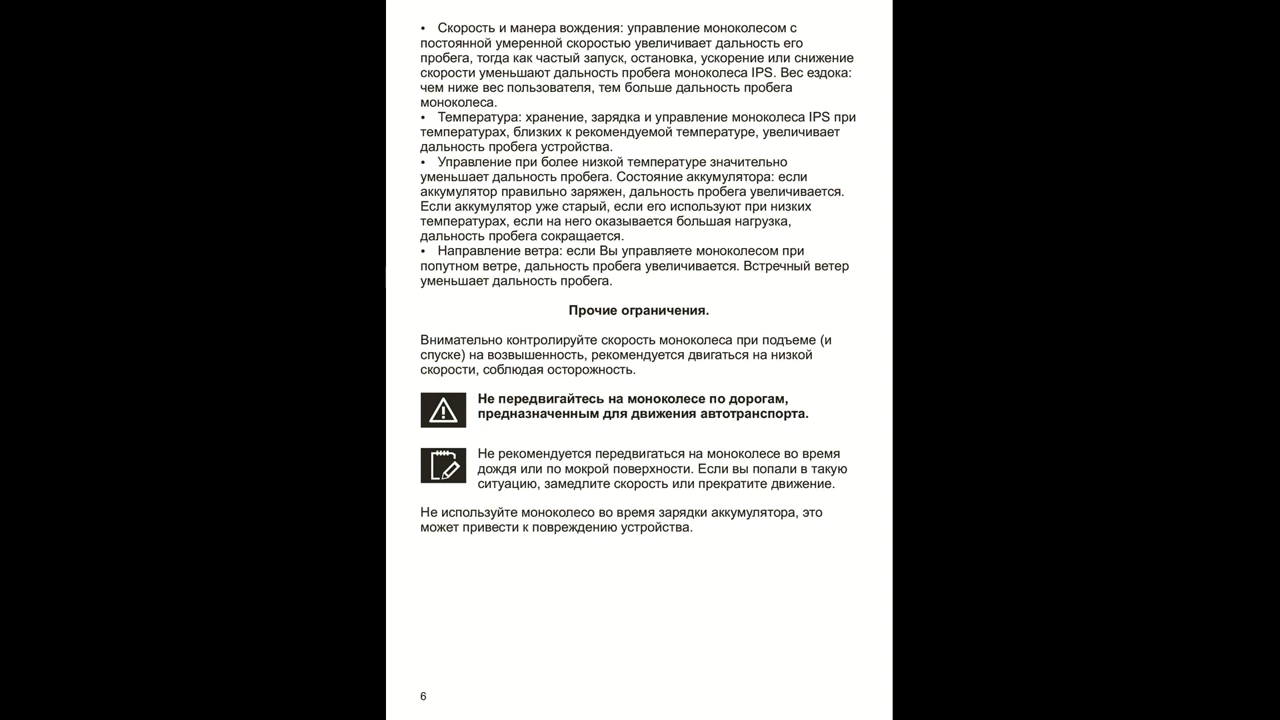 • Скорость и манера вождения: управление моноколесом с
постоянной умеренной скоростью увеличивает дальность его
пробега, тогда как частый запуск, остановка, ускорение или снижение
скорости уменьшают дальность пробега моноколеса IPS. Вес ездока:
чем ниже вес пользователя, тем больше дальность пробега
моноколеса.
• Температура: хранение, зарядка и управление моноколеса IPS при
температурах, близких к рекомендуемой температуре, увеличивает
дальность пробега устройства.
• Управление при более низкой температуре значительно
уменьшает дальность пробега. Состояние аккумулятора: если
аккумулятор правильно заряжен, дальность пробега увеличивается.
Если аккумулятор уже старый, если его используют при низких
температурах, если на него оказывается большая нагрузка,
дальность пробега сокращается.
• Направление ветра: если Вы управляете моноколесом при
попутном ветре, дальность пробега увеличивается. Встречный ветер
уменьшает дальность пробега.
Прочие ограничения.
Внимательно контролируйте скорость моноколеса при подъеме (и
спуске) на возвышенность, рекомендуется двигаться на низкой
скорости, соблюдая осторожность.
Не передвигайтесь на моноколесе по дорогам,
предназначенным для движения автотранспорта.
Не рекомендуется передвигаться на моноколесе во время
дождя или по мокрой поверхности. Если вы попали в такую
ситуацию, замедлите скорость или прекратите движение.
Не используйте моноколесо во время зарядки аккумулятора, это
может привести к повреждению устройства.
6